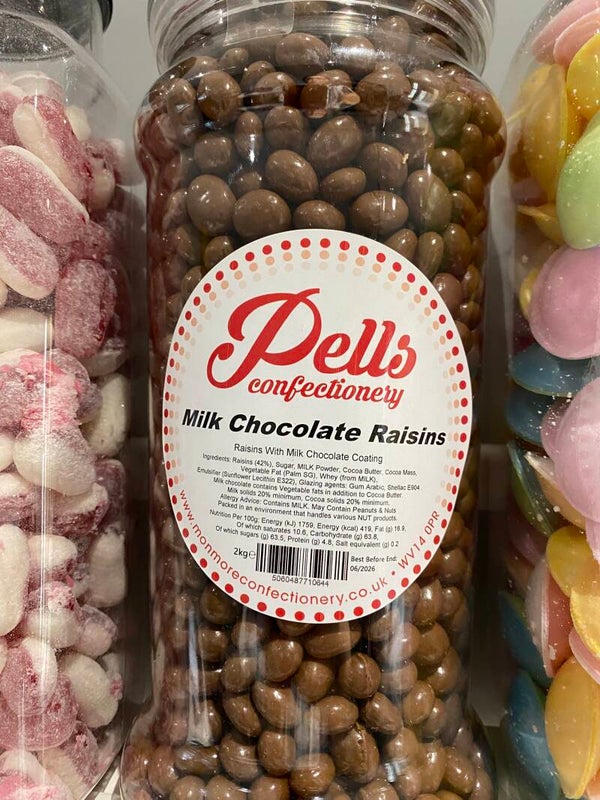 Pells
confectionery
Milk Chocolate Raisins
Raisins With Milk Chocolate Coating
Ingredients: Raisins (42%), Sugar, MILK Powder, Cocoa Butter, Cocoa Mass,
Vegetable Fat (Palm SG), Whey (from MILK),
Emulsifier (Sunflower Lecithin E322), Glazing agents: Gum Arabic, Shellac E904
Milk chocolate contains Vegetable fats in addition to Cocoa Butter.
Milk solids 20% minimum, Cocoa solids 20% minimum.
Allergy Advice: Contains MILK. May Contain Peanuts & Nuts
Packed in an environment that handles various NUT products.
Nutrition Per 100g: Energy (kJ) 1759, Energy (kcal) 419, Fat (g) 16.9,
Of which saturates 10.6, Carbohydrate (g) 63.8,
Of which sugars (g) 63.5, Protein (g) 4.8, Salt equivalent (g) 0.2
2kg℮
Best Before End:
06/2026
5060487710644
www.monmoreconfectionery.co.uk • WV14 0PR